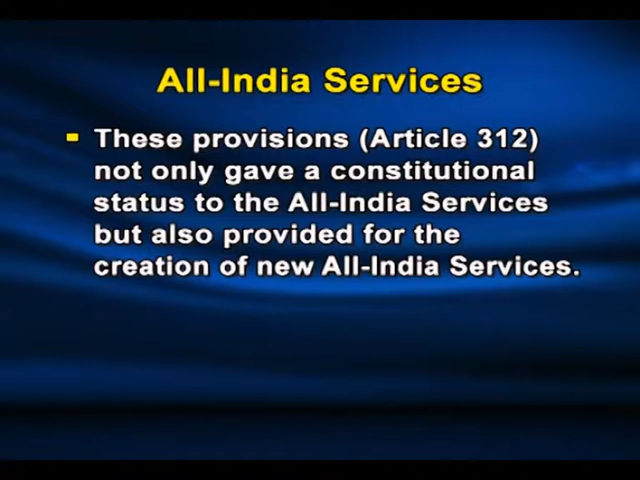 All-India Services
These provisions (Article 312)
not only gave a constitutional
status to the All-India Services
but also provided for the
creation of new All-India Services.